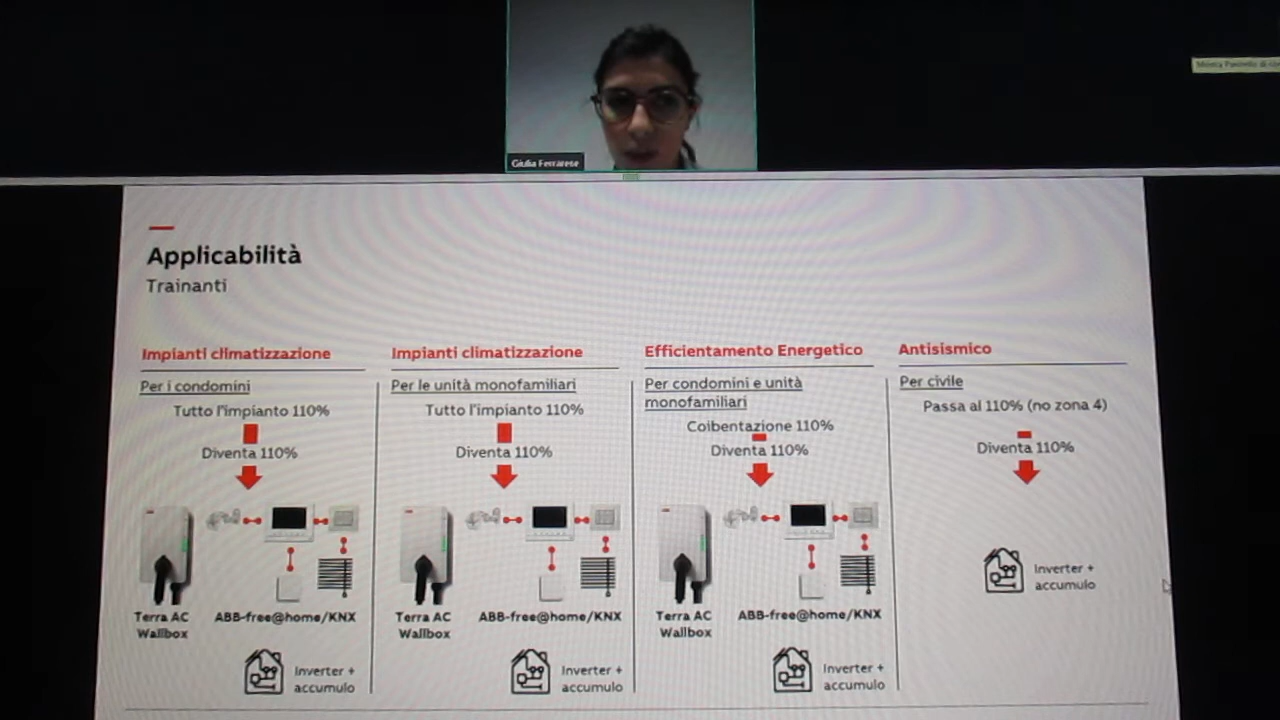 Giulia Ferrarese
Applicabilità
Trainanti
Impianti climatizzazione
Per i condomini
Tutto l'impianto 110%
Diventa 110%
Terra AC
Wallbox
ABB-free@home/KNX
Inverter +
accumulo
Impianti climatizzazione
Per le unità monofamiliari
Tutto l'impianto 110%
Diventa 110%
Terra AC
Wallbox
ABB-free@home/KNX
Inverter +
accumulo
Efficientamento Energetico
Per condomini e unità
monofamiliari
Coibentazione 110%
Diventa 110%
Terra AC
Wallbox
ABB-free@home/KNX
Inverter +
accumulo
Antisismico
Per civile
Passa al 110% (no zona 4)
Diventa 110%
Inverter +
accumulo